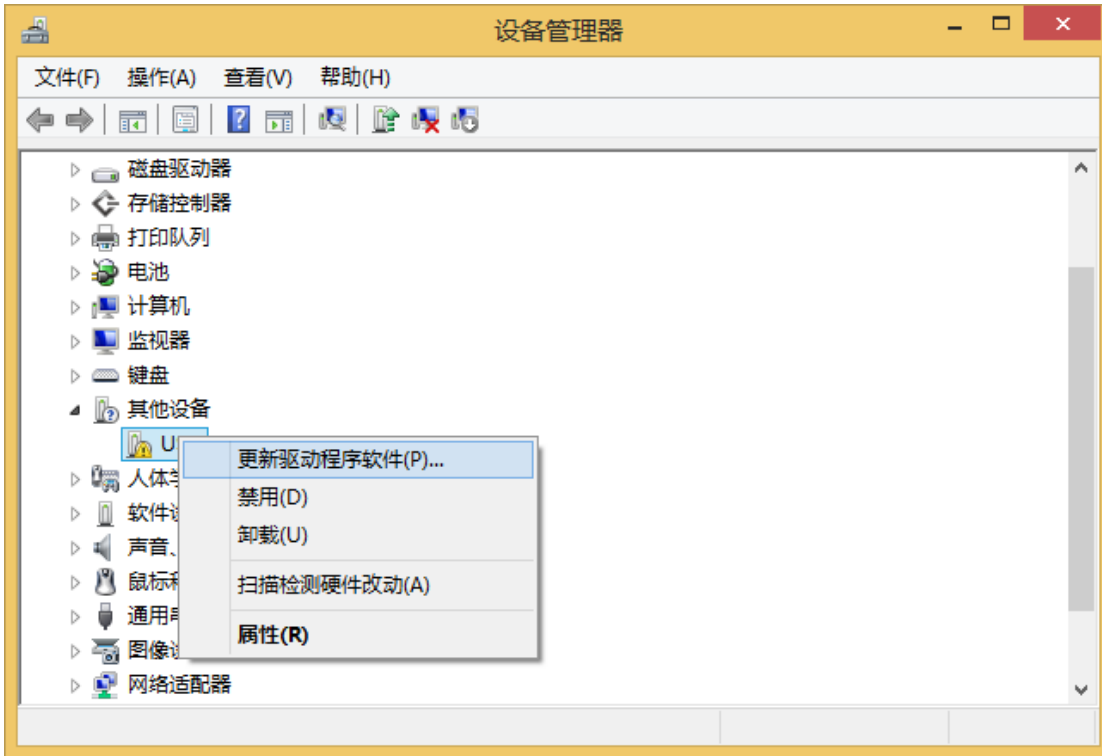 设备管理器
文件(F) 操作(A) 查看(V) 帮助(H)
磁盘驱动器
存储控制器
打印队列
电池
计算机
监视器
键盘
其他设备
U
更新驱动程序软件(P)...
人体学
禁用(D)
软件
卸载(U)
声音、
鼠标
扫描检测硬件改动(A)
通用
属性(R)
图像
网络适配器